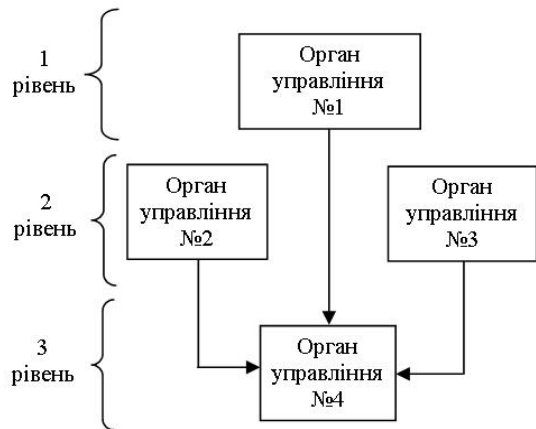 1
рівень
Орган
управління
№1
2
рівень
Орган
управління
№2
Орган
управління
№3
3
рівень
Орган
управління
№4